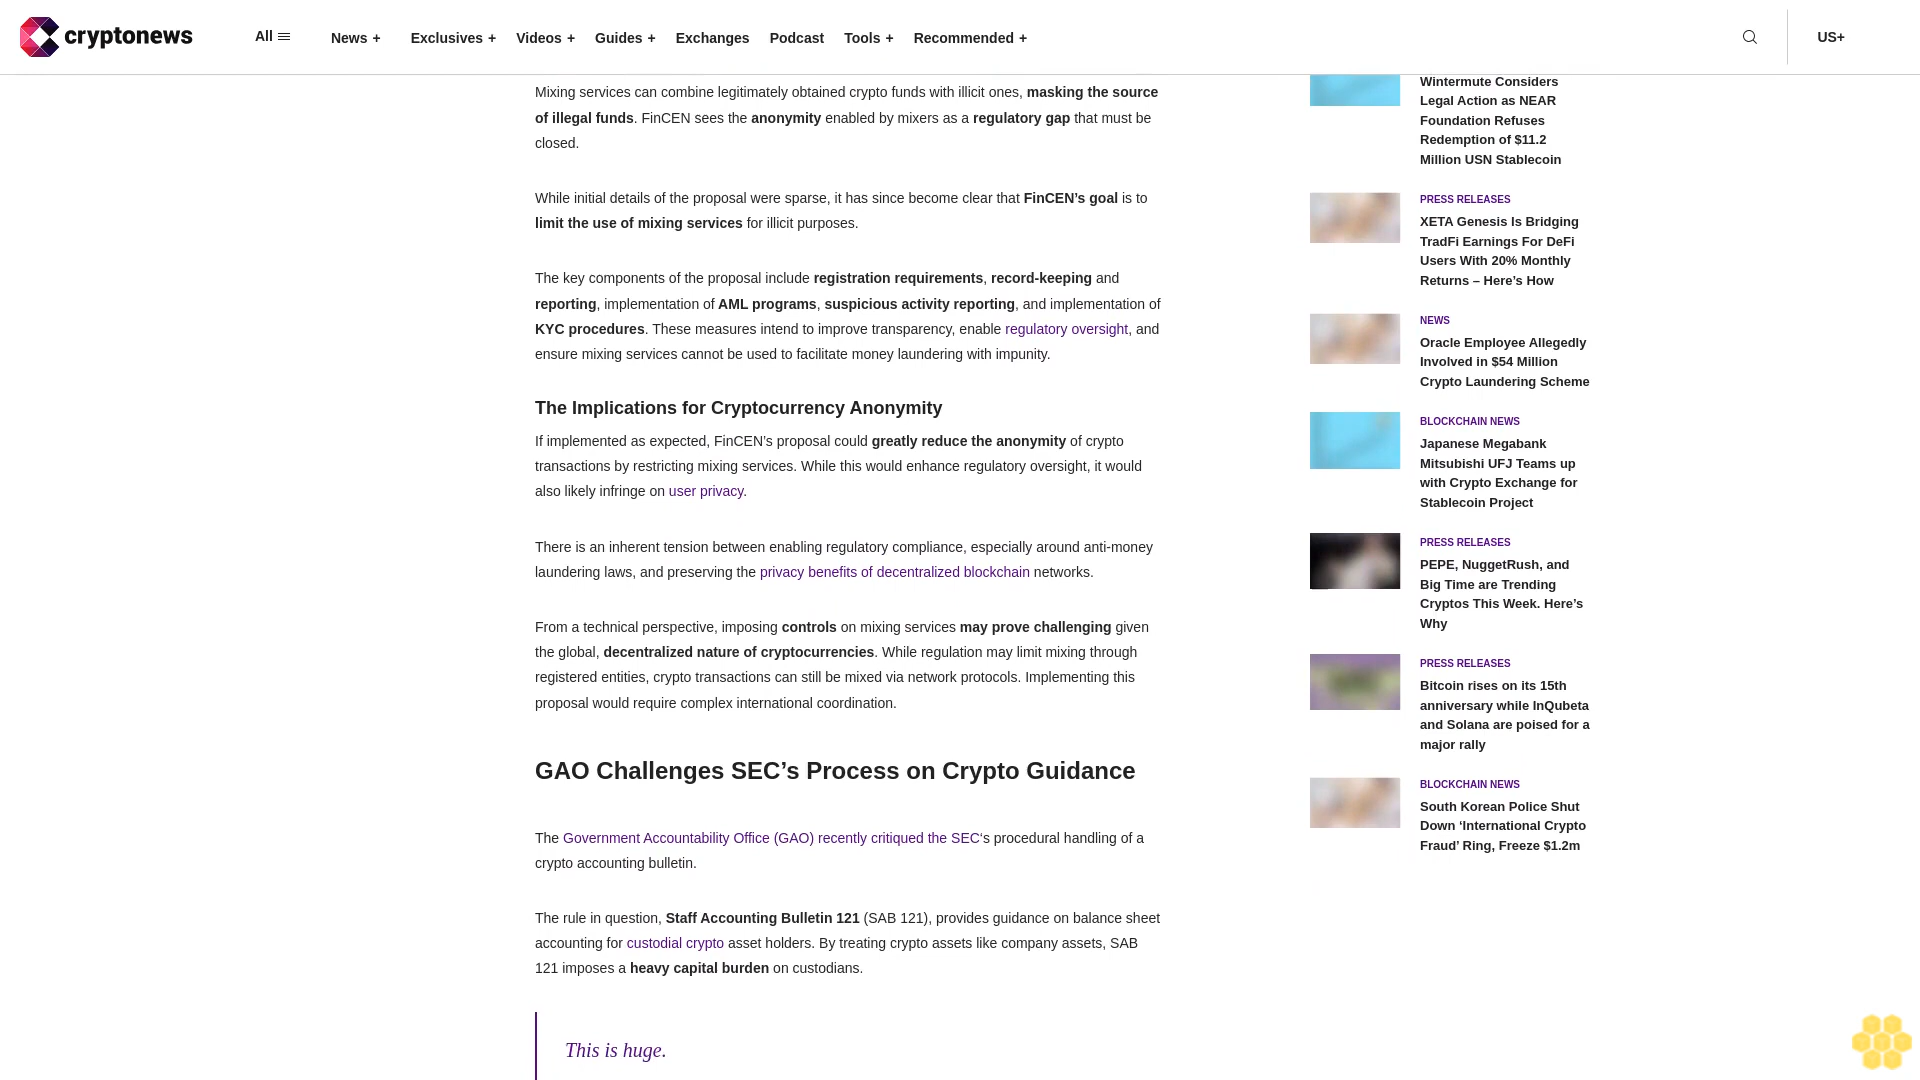 cryptonews
All
News +
Exclusives +
Videos +
Guides +
Exchanges
Podcast
Tools +
Recommended +
US+
Mixing services can combine legitimately obtained crypto funds with illicit ones, masking the source
of illegal funds. FinCEN sees the anonymity enabled by mixers as a regulatory gap that must be
closed.
While initial details of the proposal were sparse, it has since become clear that FinCEN’s goal is to
limit the use of mixing services for illicit purposes.
The key components of the proposal include registration requirements, record-keeping and
reporting, implementation of AML programs, suspicious activity reporting, and implementation of
KYC procedures. These measures intend to improve transparency, enable regulatory oversight, and
ensure mixing services cannot be used to facilitate money laundering with impunity.
The Implications for Cryptocurrency Anonymity
If implemented as expected, FinCEN’s proposal could greatly reduce the anonymity of crypto
transactions by restricting mixing services. While this would enhance regulatory oversight, it would
also likely infringe on user privacy.
There is an inherent tension between enabling regulatory compliance, especially around anti-money
laundering laws, and preserving the privacy benefits of decentralized blockchain networks.
From a technical perspective, imposing controls on mixing services may prove challenging given
the global, decentralized nature of cryptocurrencies. While regulation may limit mixing through
registered entities, crypto transactions can still be mixed via network protocols. Implementing this
proposal would require complex international coordination.
GAO Challenges SEC’s Process on Crypto Guidance
The Government Accountability Office (GAO) recently critiqued the SEC‘s procedural handling of a
crypto accounting bulletin.
The rule in question, Staff Accounting Bulletin 121 (SAB 121), provides guidance on balance sheet
accounting for custodial crypto asset holders. By treating crypto assets like company assets, SAB
121 imposes a heavy capital burden on custodians.
This is huge.
Wintermute Considers
Legal Action as NEAR
Foundation Refuses
Redemption of $11.2
Million USN Stablecoin
PRESS RELEASES
XETA Genesis Is Bridging
TradFi Earnings For DeFi
Users With 20% Monthly
Returns – Here’s How
NEWS
Oracle Employee Allegedly
Involved in $54 Million
Crypto Laundering Scheme
BLOCKCHAIN NEWS
Japanese Megabank
Mitsubishi UFJ Teams up
with Crypto Exchange for
Stablecoin Project
PRESS RELEASES
PEPE, NuggetRush, and
Big Time are Trending
Cryptos This Week. Here’s
Why
PRESS RELEASES
Bitcoin rises on its 15th
anniversary while InQubeta
and Solana are poised for a
major rally
BLOCKCHAIN NEWS
South Korean Police Shut
Down ‘International Crypto
Fraud’ Ring, Freeze $1.2m